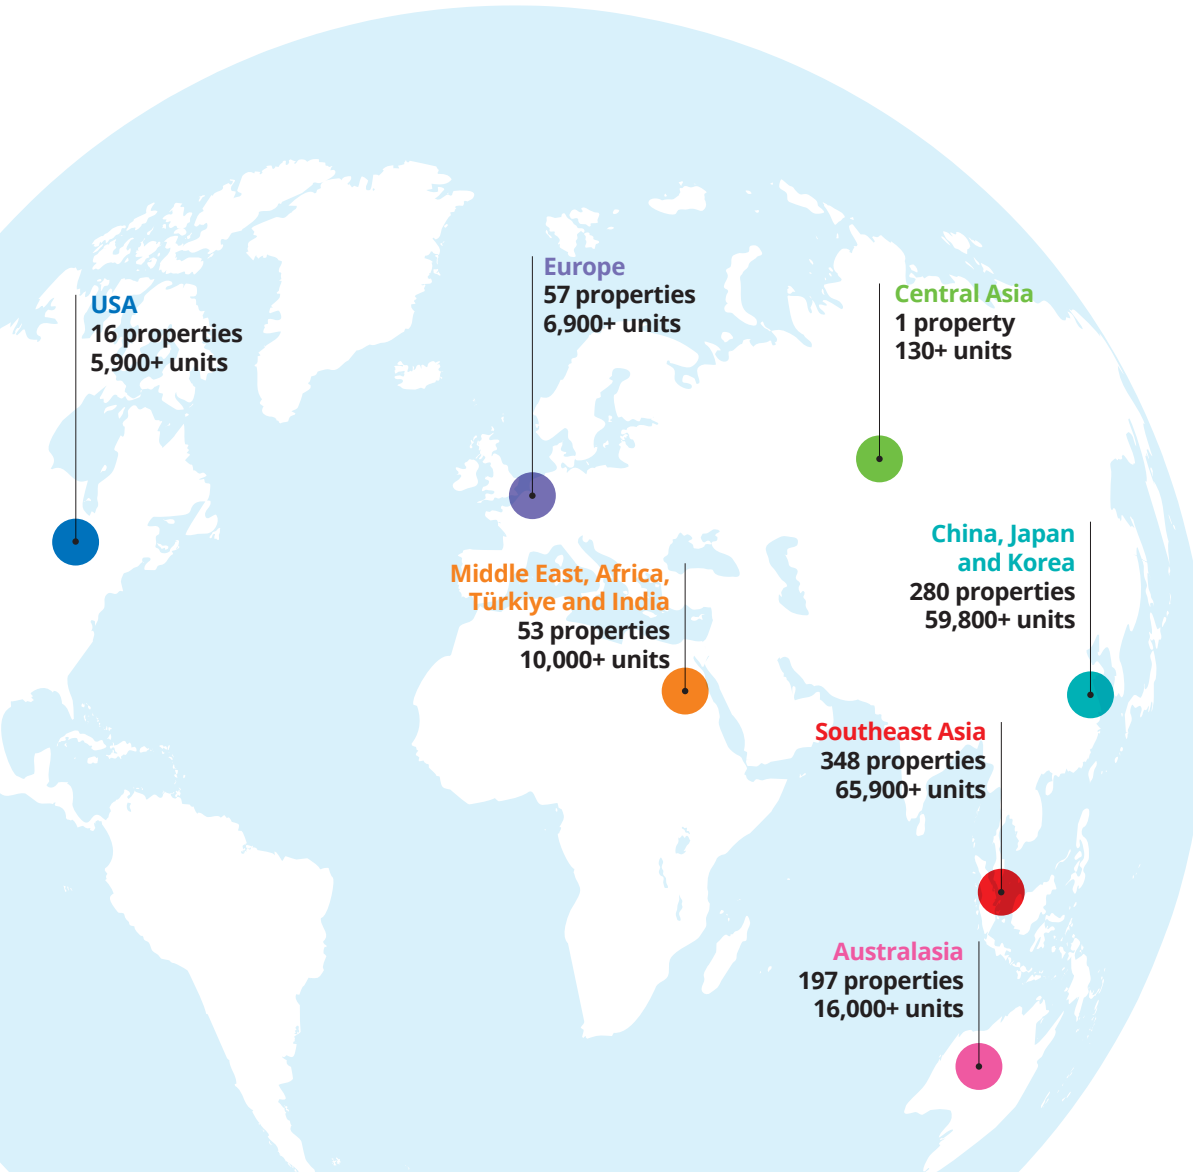 Europe
57 properties
6,900+ units
Central Asia
1 property
130+ units
USA
16 properties
5,900+ units
China, Japan
and Korea
280 properties
59,800+ units
Middle East, Africa,
Türkiye and India
53 properties
10,000+ units
Southeast Asia
348 properties
65,900+ units
Australasia
197 properties
16,000+ units